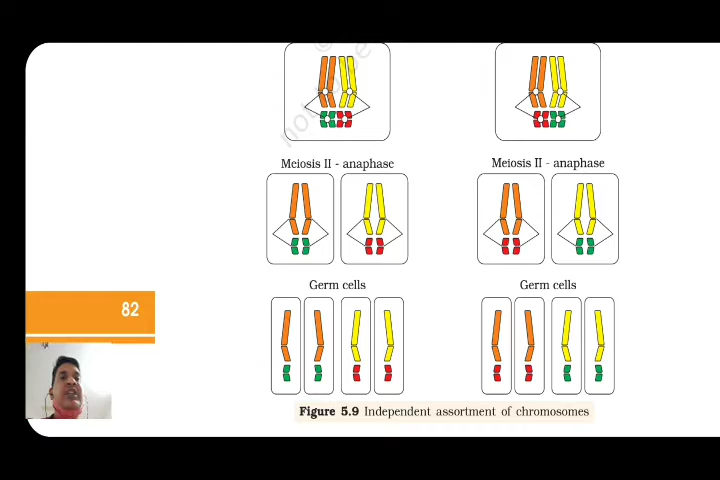 Meiosis II - anaphase
Meiosis II - anaphase
Germ cells
Germ cells
82
Figure 5.9 Independent assortment of chromosomes